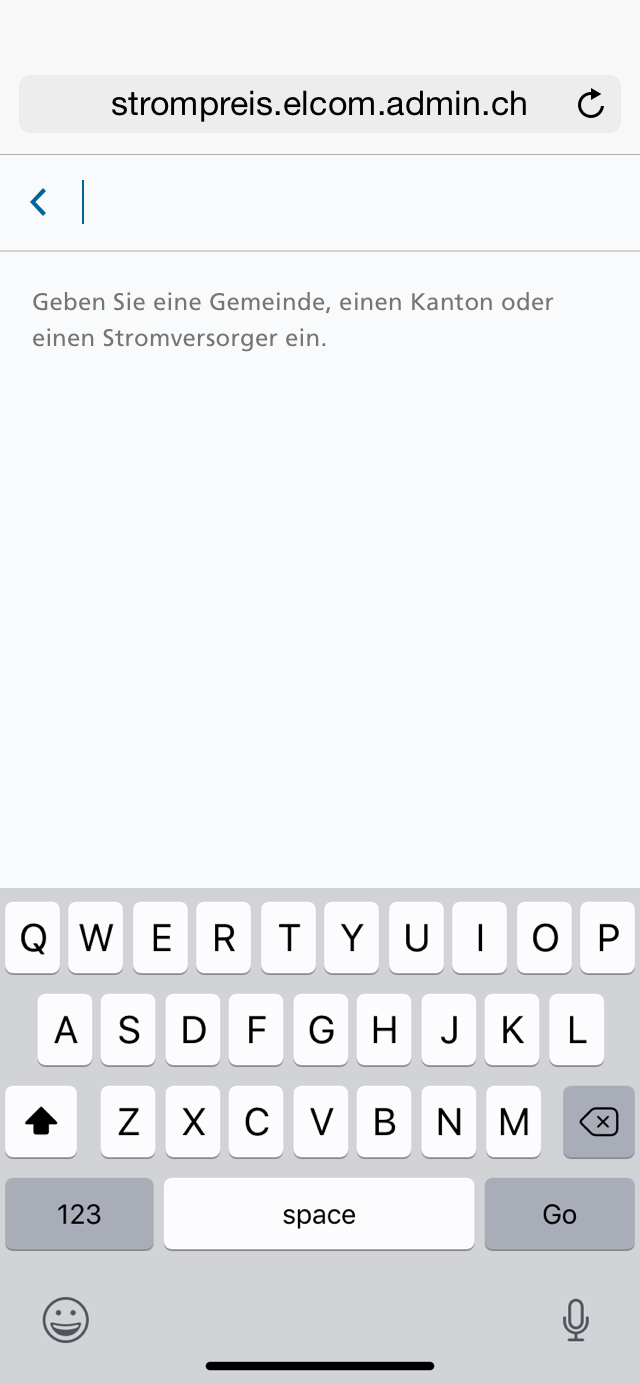 strompreis.elcom.admin.ch
Geben Sie eine Gemeinde, einen Kanton oder
einen Stromversorger ein.
Q W E R T Y U I O P
A S D F G H J K L
Z X C V B N M
123 space Go